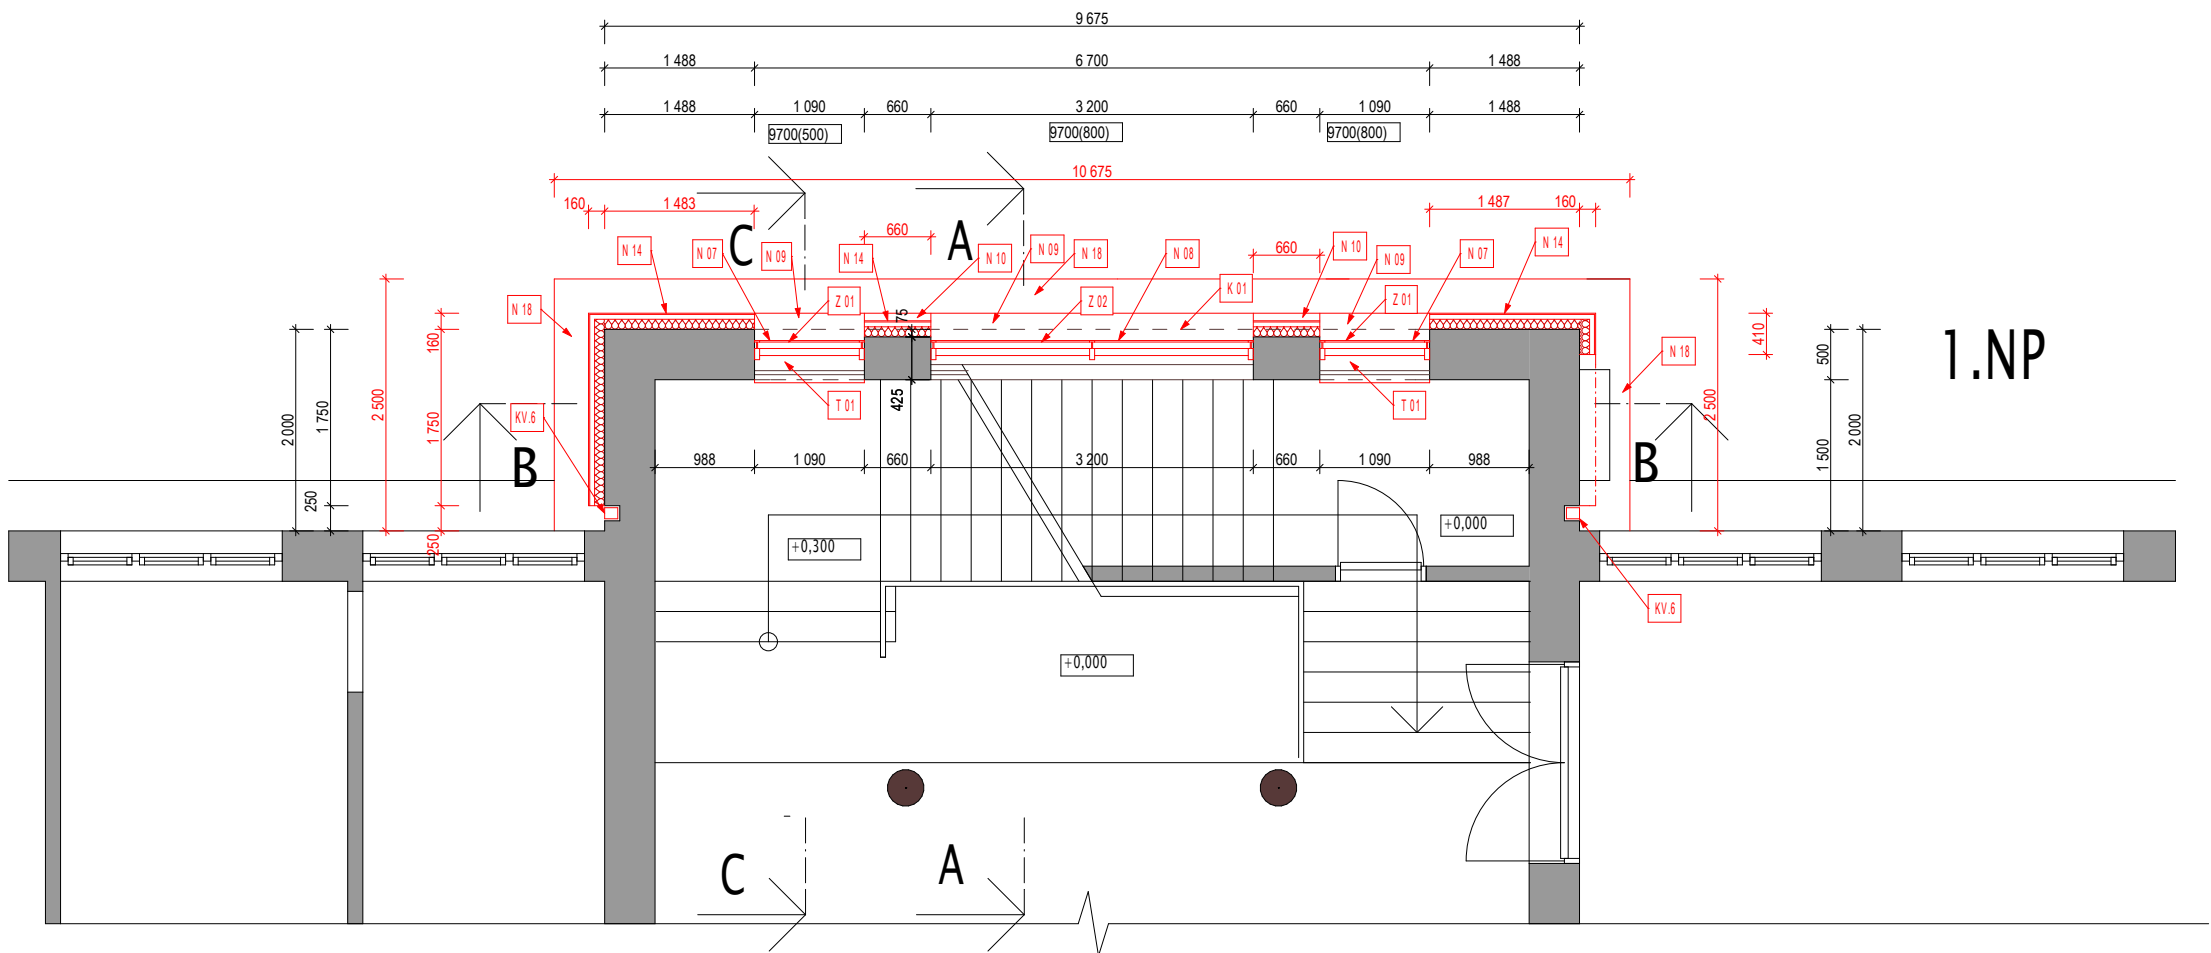 9 675
1 488 6 700 1 488
1 488 1 090 660 3 200 660 1 090 1 488
9700(500) 9700(800) 9700(800)
10 675
160 1 483 1 487 160
660 660
C A
N 14 N 07 N 09 N 14 N 10 N 09 N 18 N 08 N 10 N 09 N 07 N 14
N 18 Z 01 Z 02 K 01 Z 01
75
160 410
1.NP
500 N 18
2 000 1 750 2 500 1 750 KV.6 T 01 425 T 01 2 500 1 500 2 000
B B
988 1 090 660 3 200 660 1 090 988
250
250
+0,300 +0,000
KV.6
+0,000
C A